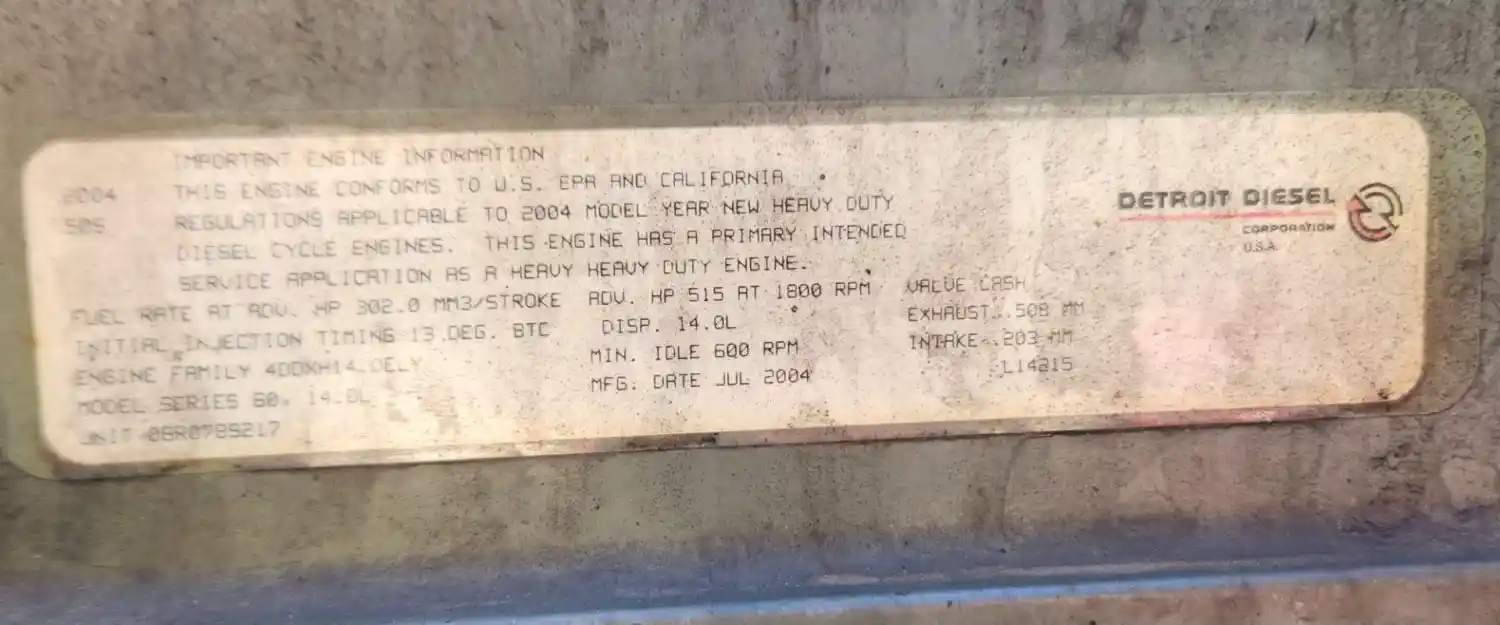 IMPORTANT ENGINE INFORMATION
2004 THIS ENGINE CONFORMS TO U.S. EPA AND CALIFORNIA
50S REGULATIONS APPLICABLE TO 2004 MODEL YEAR NEW HEAVY DUTY
DIESEL CYCLE ENGINES. THIS ENGINE HAS A PRIMARY INTENDED
SERVICE APPLICATION AS A HEAVY HEAVY DUTY ENGINE.
FUEL RATE AT ADV. HP 302.0 MM3/STROKE ADV. HP 515 AT 1800 RPM VALVE LASH
INITIAL INJECTION TIMING 13 DEG. BTC DISP. 14.0L EXHAUST .508 MM
ENGINE FAMILY 4DDXH14.0ELY MIN. IDLE 600 RPM INTAKE .203 MM
MODEL SERIES 60, 14.0L MFG. DATE JUL 2004 L14215
UNIT 06R0789217
DETROIT DIESEL
CORPORATION
U.S.A.